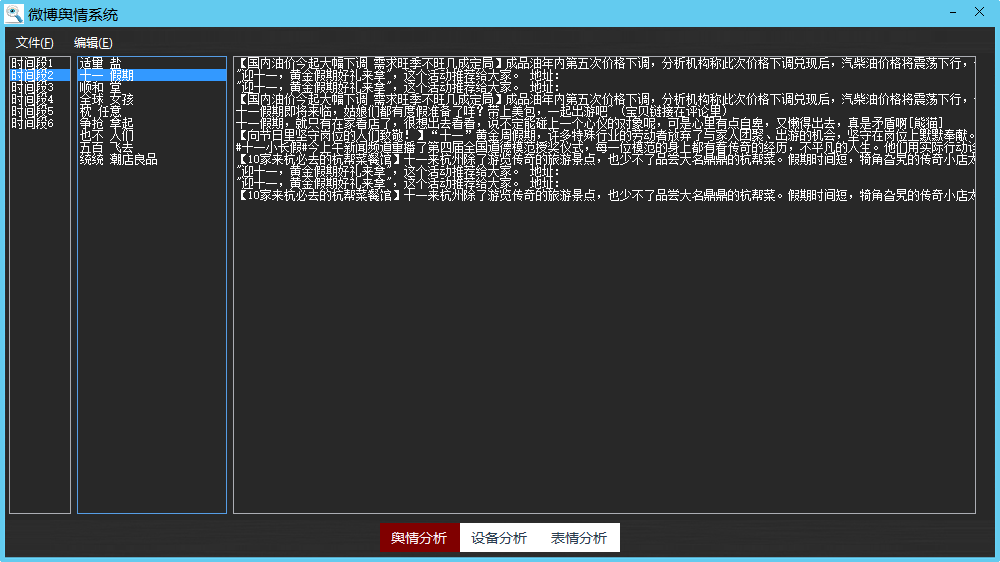 微博舆情系统
文件(F) 编辑(E)
时间段1
时间段2
时间段3
时间段4
时间段5
时间段6
适里 盐
十一 假期
顺和 堂
全球 女孩
杭 任意
争抢 拿起
也不 人们
五百 飞去
统统 潮店良品
【国内油价今起大幅下调 需求旺季不旺几成定局】成品油年内第五次价格下调，分析机构称此次价格下调兑现后，汽柴油价格将震荡下行，
"迎十一，黄金假期好礼来拿"，这个活动推荐给大家。 地址：
"迎十一，黄金假期好礼来拿"，这个活动推荐给大家。 地址：
【国内油价今起大幅下调 需求旺季不旺几成定局】成品油年内第五次价格下调，分析机构称此次价格下调兑现后，汽柴油价格将震荡下行，
十一假期即将来临，姑娘们都有度假准备了咩？带上美包，一起出游吧 （宝贝链接在评论里）
十一假期，就只有在家看店了，很想出去看看，说不定能碰上一个心仪的对象呢，可是心里有点自卑，又懒得出去，真是矛盾啊[熊猫]
【向节日里坚守岗位的人们致敬！】“十一”黄金周假期，许多特殊行业的劳动者放弃了与家人团聚、出游的机会，坚守在岗位上默默奉献。
#十一小长假#今上午新闻频道重播了第四届全国道德模范授奖仪式，每一位模范的身上都有着传奇的经历，不平凡的人生。他们用实际行动
【10家来杭必去的杭帮菜餐馆】十一来杭州除了游览传奇的旅游景点，也少不了品尝大名鼎鼎的杭帮菜。假期时间短，犄角旮旯的传奇小店
"迎十一，黄金假期好礼来拿"，这个活动推荐给大家。 地址：
"迎十一，黄金假期好礼来拿"，这个活动推荐给大家。 地址：
【10家来杭必去的杭帮菜餐馆】十一来杭州除了游览传奇的旅游景点，也少不了品尝大名鼎鼎的杭帮菜。假期时间短，犄角旮旯的传奇小店
舆情分析 设备分析 表情分析